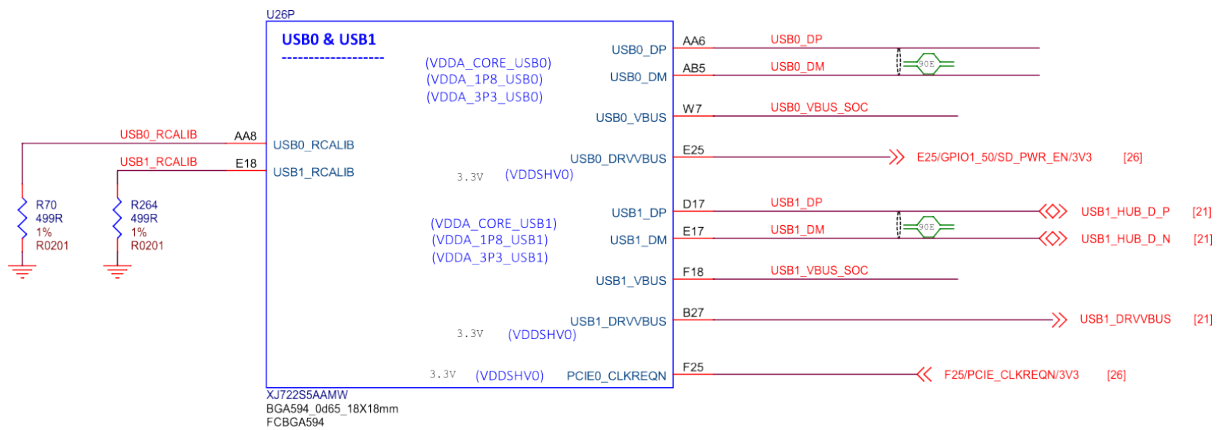 U26P
USB0 & USB1
(VDDA_CORE_USB0)
(VDDA_1P8_USB0)
(VDDA_3P3_USB0)
USB0_DP AA6 USB0_DP
90E
USB0_DM AB5 USB0_DM
USB0_VBUS W7 USB0_VBUS_SOC
USB0_RCALIB AA8 USB0_RCALIB
USB0_DRVVBUS E25 E25/GPIO1_50/SD_PWR_EN/3V3 [26]
USB1_RCALIB E18 USB1_RCALIB
3.3V (VDDSHV0)
R70
499R
1%
R0201
R264
499R
1%
R0201
(VDDA_CORE_USB1)
(VDDA_1P8_USB1)
(VDDA_3P3_USB1)
USB1_DP D17 USB1_DP USB1_HUB_D_P [21]
90E
USB1_DM E17 USB1_DM USB1_HUB_D_N [21]
USB1_VBUS F18 USB1_VBUS_SOC
USB1_DRVVBUS B27 USB1_DRVVBUS [21]
3.3V (VDDSHV0)
3.3V (VDDSHV0) PCIE0_CLKREQN F25 F25/PCIE_CLKREQN/3V3 [26]
XJ722S5AAMW
BGA594_0d65_18X18mm
FCBGA594